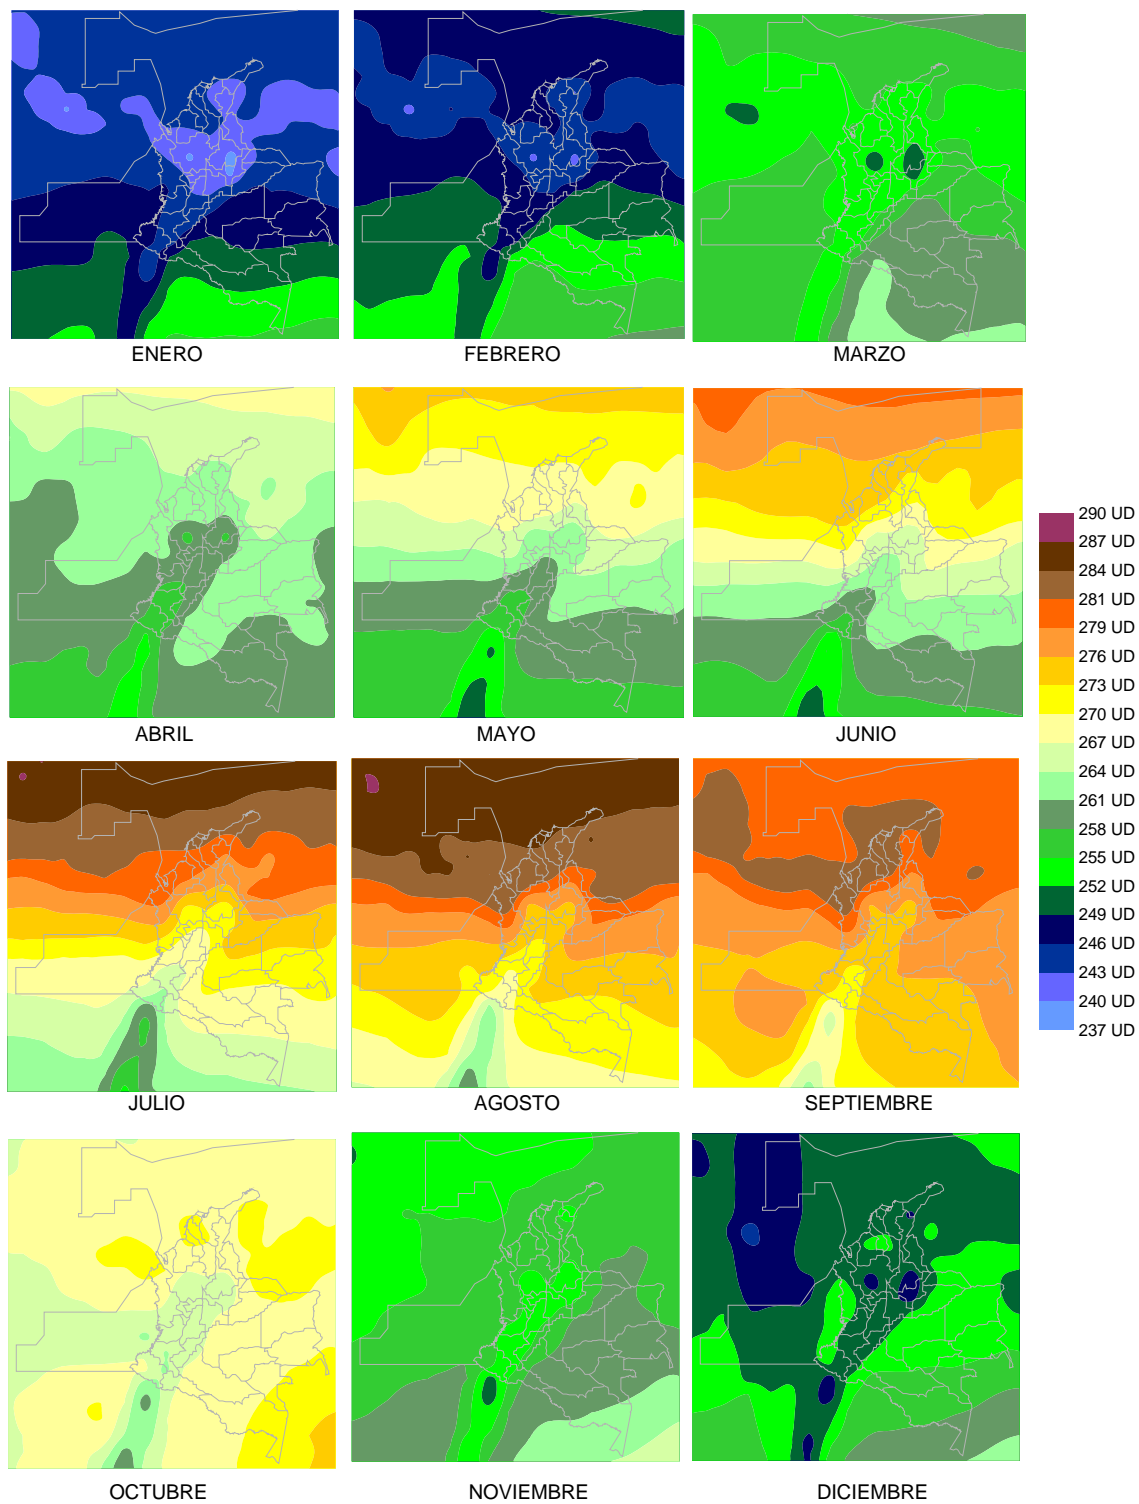 ENERO
FEBRERO
MARZO
ABRIL
MAYO
JUNIO
290 UD
287 UD
284 UD
281 UD
279 UD
276 UD
273 UD
270 UD
267 UD
264 UD
261 UD
258 UD
255 UD
252 UD
249 UD
246 UD
243 UD
240 UD
237 UD
JULIO
AGOSTO
SEPTIEMBRE
OCTUBRE
NOVIEMBRE
DICIEMBRE